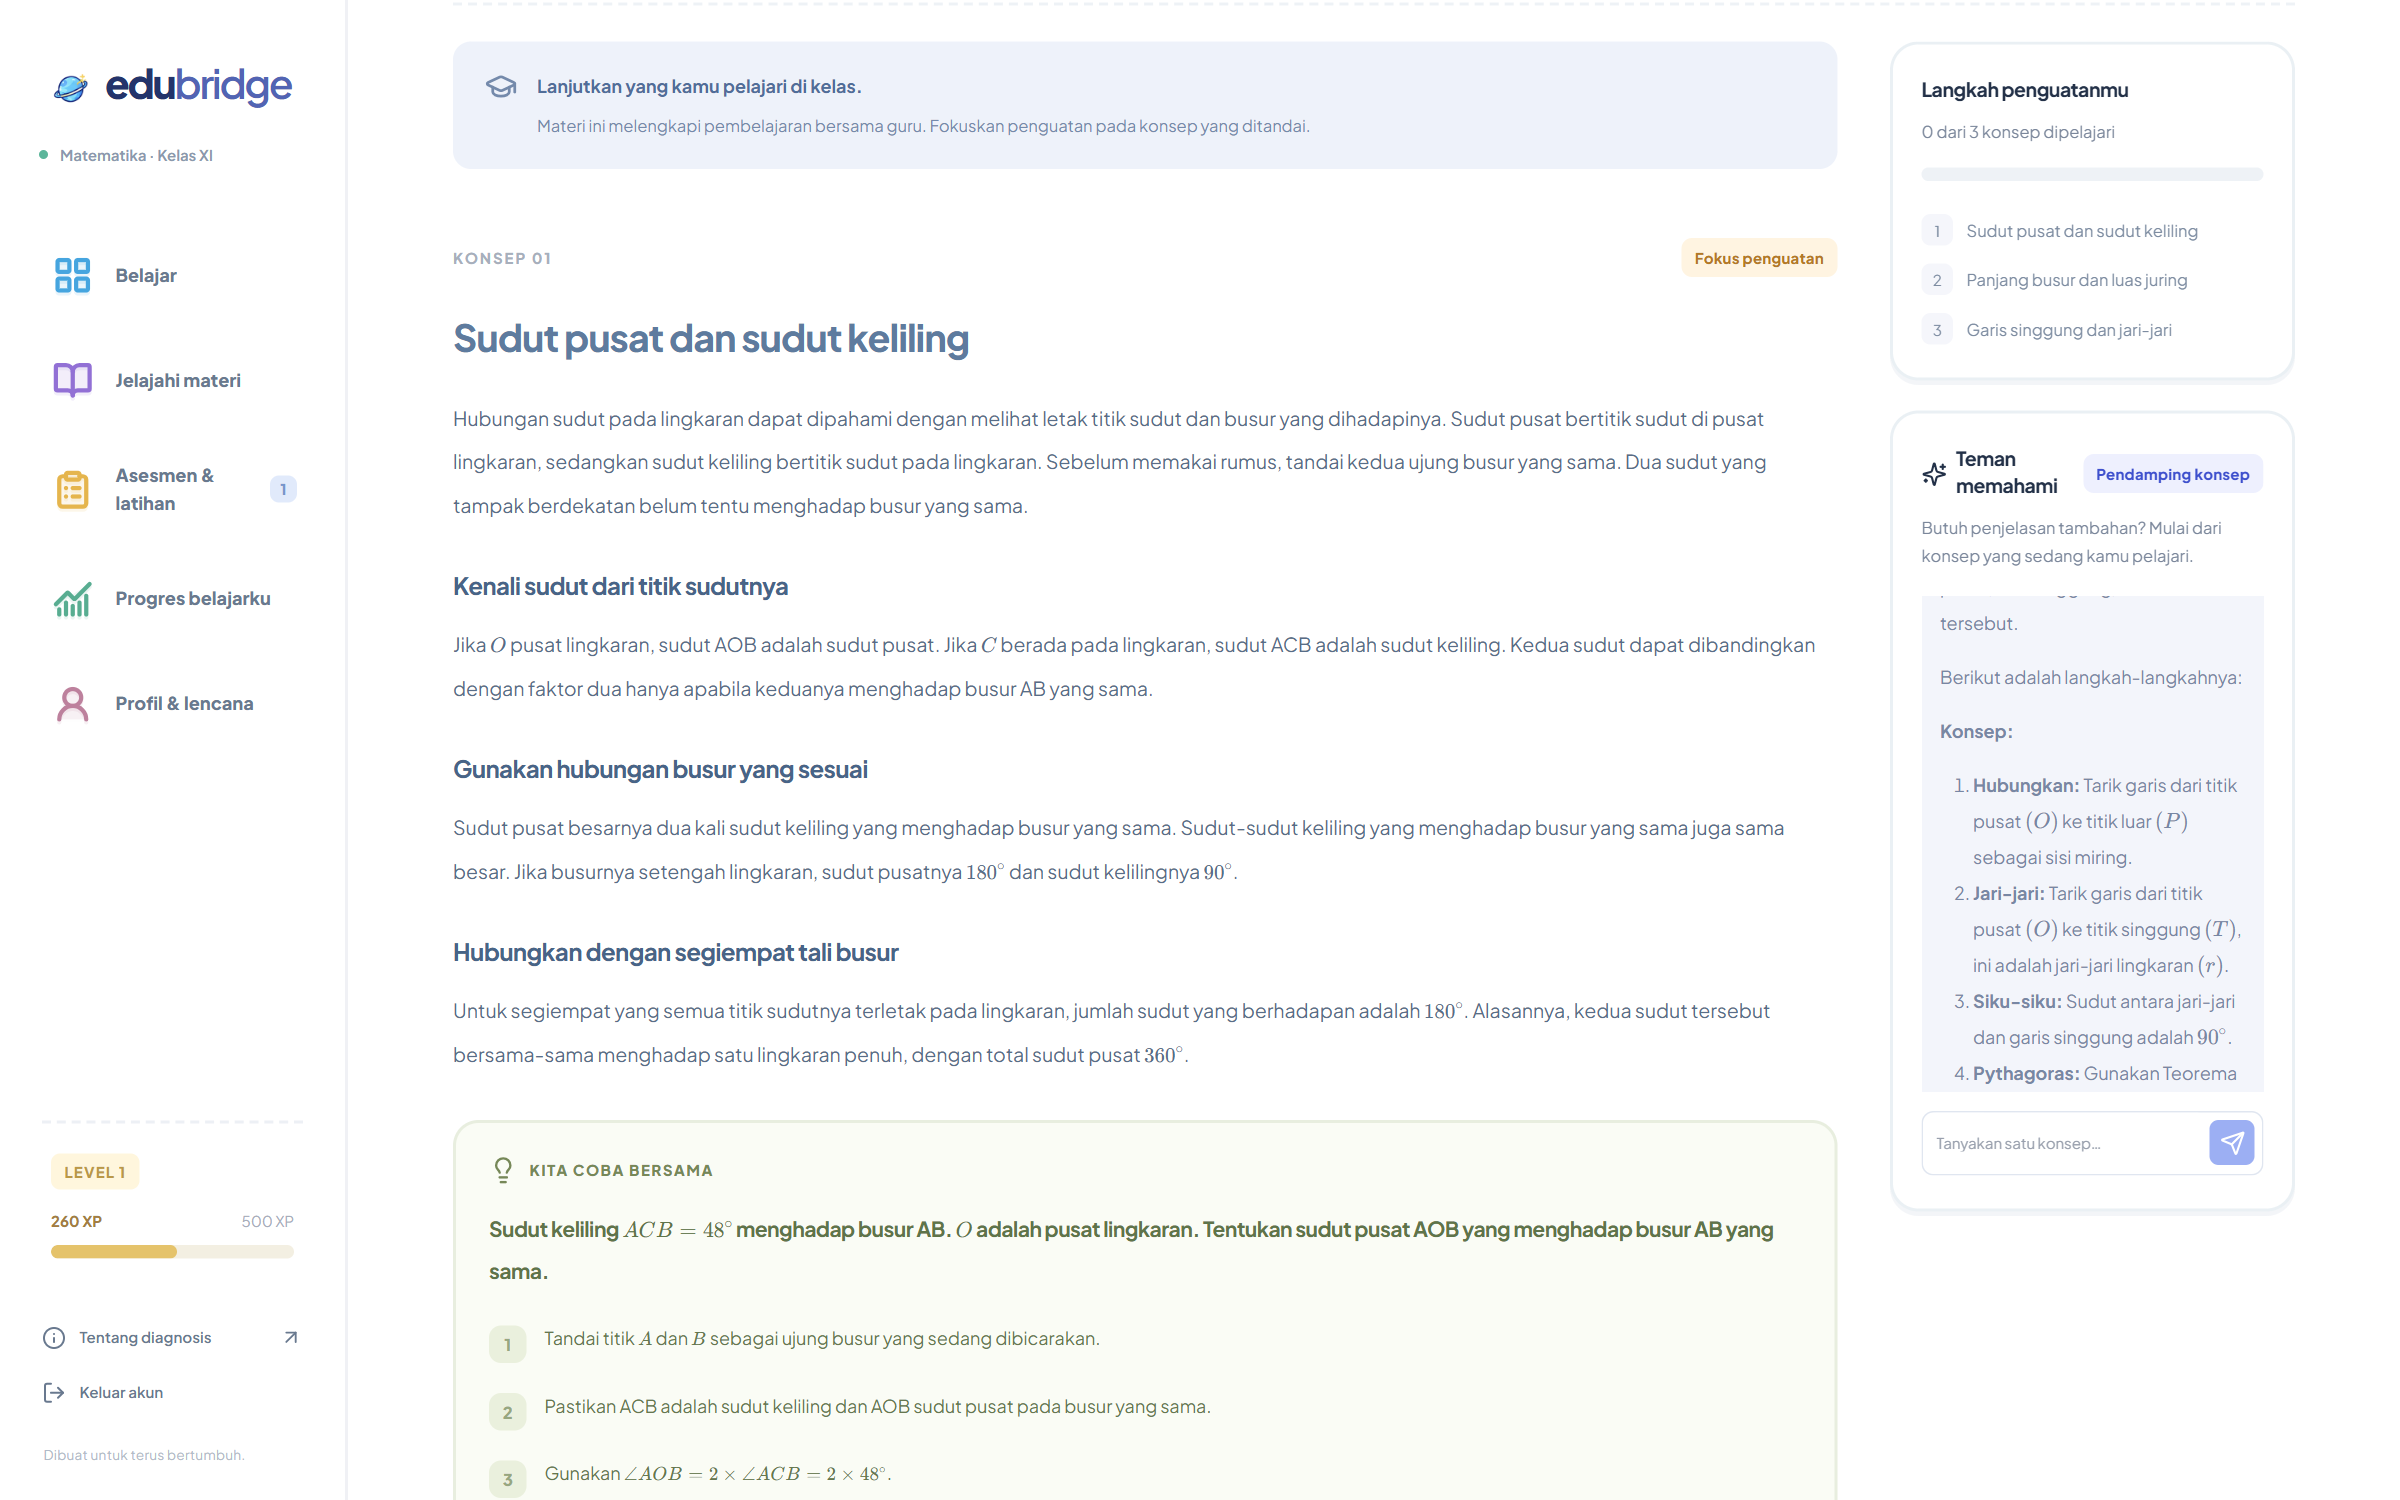 edubridge
Matematika · Kelas XI
Belajar
Jelajahi materi
Asesmen &
latihan
1
Progres belajarku
Profil & lencana
LEVEL 1
260 XP
500 XP
Tentang diagnosis
Keluar akun
Dibuat untuk terus bertumbuh.
Lanjutkan yang kamu pelajari di kelas.
Materi ini melengkapi pembelajaran bersama guru. Fokuskan penguatan pada konsep yang ditandai.
KONSEP 01
Fokus penguatan
Sudut pusat dan sudut keliling
Hubungan sudut pada lingkaran dapat dipahami dengan melihat letak titik sudut dan busur yang dihadapinya. Sudut pusat bertitik sudut di pusat
lingkaran, sedangkan sudut keliling bertitik sudut pada lingkaran. Sebelum memakai rumus, tandai kedua ujung busur yang sama. Dua sudut yang
tampak berdekatan belum tentu menghadap busur yang sama.
Kenali sudut dari titik sudutnya
Jika O pusat lingkaran, sudut AOB adalah sudut pusat. Jika C berada pada lingkaran, sudut ACB adalah sudut keliling. Kedua sudut dapat dibandingkan
dengan faktor dua hanya apabila keduanya menghadap busur AB yang sama.
Gunakan hubungan busur yang sesuai
Sudut pusat besarnya dua kali sudut keliling yang menghadap busur yang sama. Sudut-sudut keliling yang menghadap busur yang sama juga sama
besar. Jika busurnya setengah lingkaran, sudut pusatnya 180° dan sudut kelilingnya 90°.
Hubungkan dengan segiempat tali busur
Untuk segiempat yang semua titik sudutnya terletak pada lingkaran, jumlah sudut yang berhadapan adalah 180°. Alasannya, kedua sudut tersebut
bersama-sama menghadap satu lingkaran penuh, dengan total sudut pusat 360°.
KITA COBA BERSAMA
Sudut keliling ACB = 48° menghadap busur AB. O adalah pusat lingkaran. Tentukan sudut pusat AOB yang menghadap busur AB yang
sama.
1 Tandai titik A dan B sebagai ujung busur yang sedang dibicarakan.
2 Pastikan ACB adalah sudut keliling dan AOB sudut pusat pada busur yang sama.
3 Gunakan ∠AOB = 2 × ∠ACB = 2 × 48°.
Langkah penguatanmu
0 dari 3 konsep dipelajari
1 Sudut pusat dan sudut keliling
2 Panjang busur dan luas juring
3 Garis singgung dan jari-jari
Teman
memahami
Pendamping konsep
Butuh penjelasan tambahan? Mulai dari
konsep yang sedang kamu pelajari.
tersebut.
Berikut adalah langkah-langkahnya:
Konsep:
1. Hubungkan: Tarik garis dari titik
pusat (O) ke titik luar (P)
sebagai sisi miring.
2. Jari-jari: Tarik garis dari titik
pusat (O) ke titik singgung (T),
ini adalah jari-jari lingkaran (r).
3. Siku-siku: Sudut antara jari-jari
dan garis singgung adalah 90°.
4. Pythagoras: Gunakan Teorema
Tanyakan satu konsep…